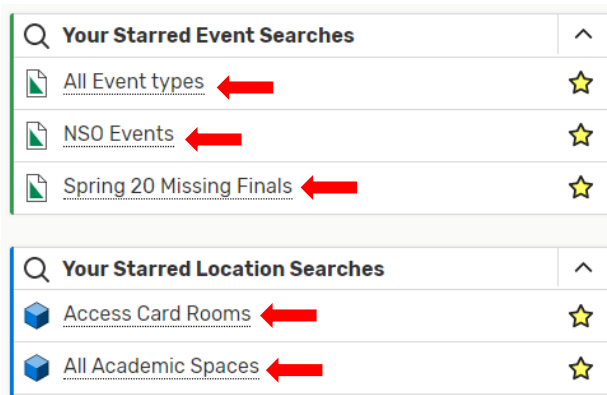 Your Starred Event Searches
All Event types
NSO Events
Spring 20 Missing Finals
Your Starred Location Searches
Access Card Rooms
All Academic Spaces